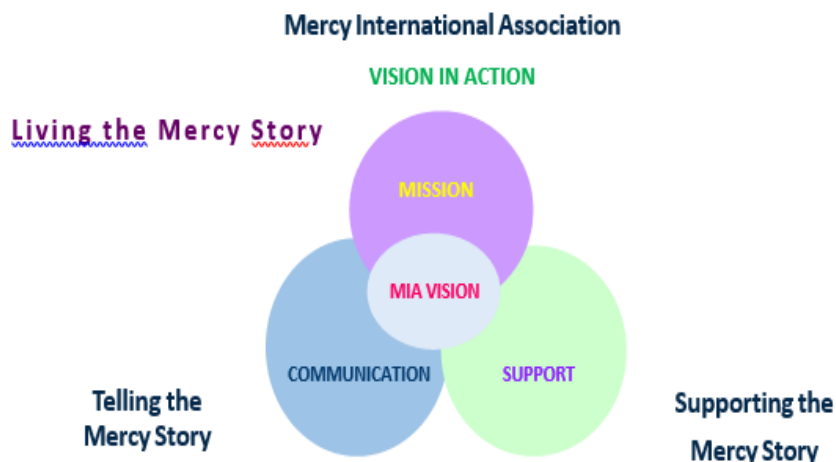 Mercy International Association
VISION IN ACTION
Living the Mercy Story
MISSION
MIA VISION
COMMUNICATION
SUPPORT
Telling the
Mercy Story
Supporting the
Mercy Story